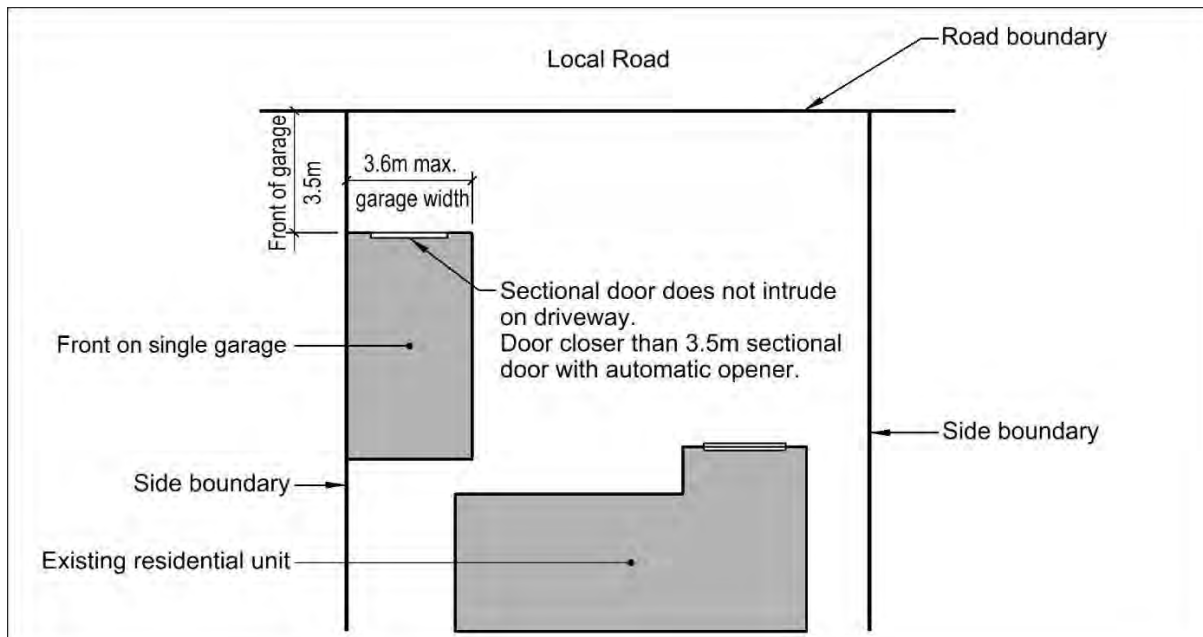 Road boundary
Local Road
Front of garage
3.5m
3.6m max.
garage width
Sectional door does not intrude
on driveway.
Door closer than 3.5m sectional
door with automatic opener.
Front on single garage
Side boundary
Side boundary
Existing residential unit